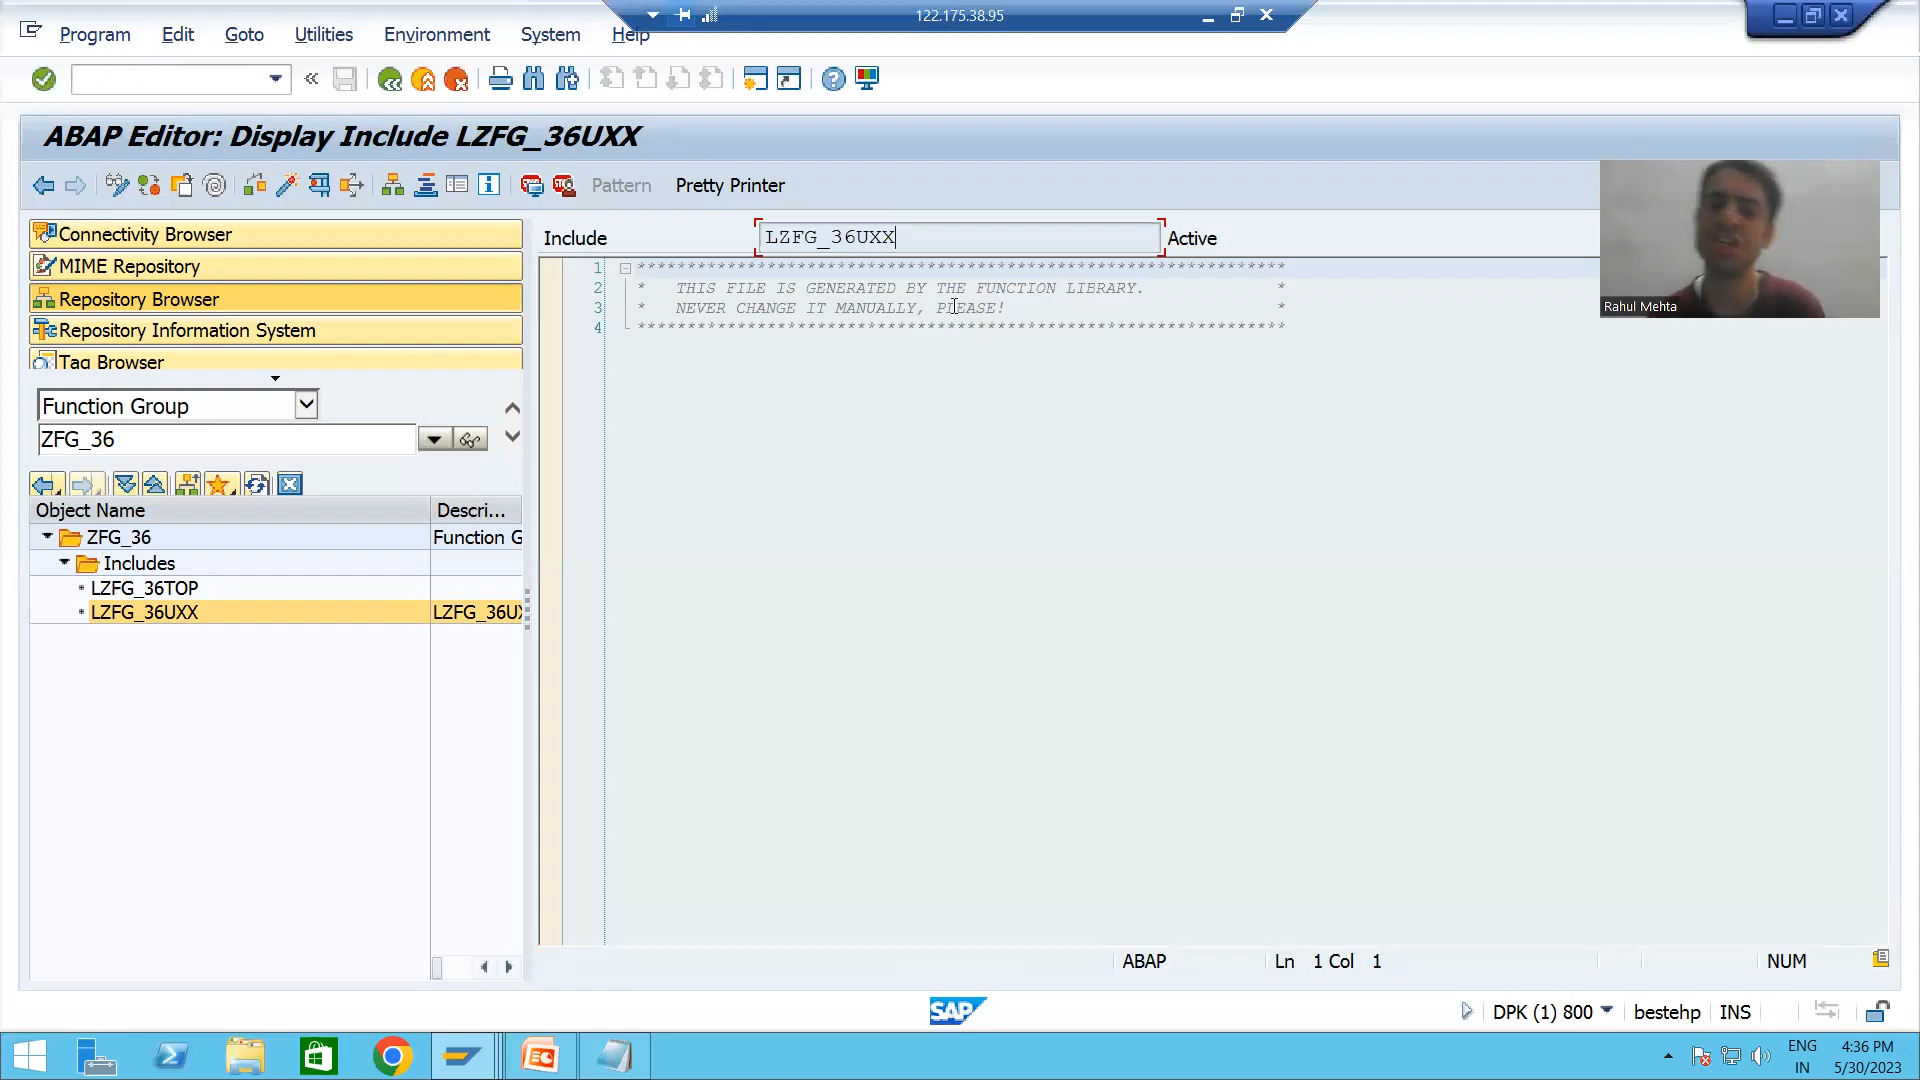 122.175.38.95
Program Edit Goto Utilities Environment System Help
ABAP Editor: Display Include LZFG_36UXX
Pattern Pretty Printer
Connectivity Browser
MIME Repository
Repository Browser
Repository Information System
Tag Browser
Function Group
ZFG_36
Object Name Descri...
ZFG_36 Function G
Includes
LZFG_36TOP
LZFG_36UXX LZFG_36UX
Include LZFG_36UXX Active
1 *****************************************************************
2 * THIS FILE IS GENERATED BY THE FUNCTION LIBRARY. *
3 * NEVER CHANGE IT MANUALLY, PLEASE! *
4 *****************************************************************
Rahul Mehta
ABAP Ln 1 Col 1 NUM
SAP
DPK (1) 800 bestehp INS
ENG 4:36 PM
IN 5/30/2023